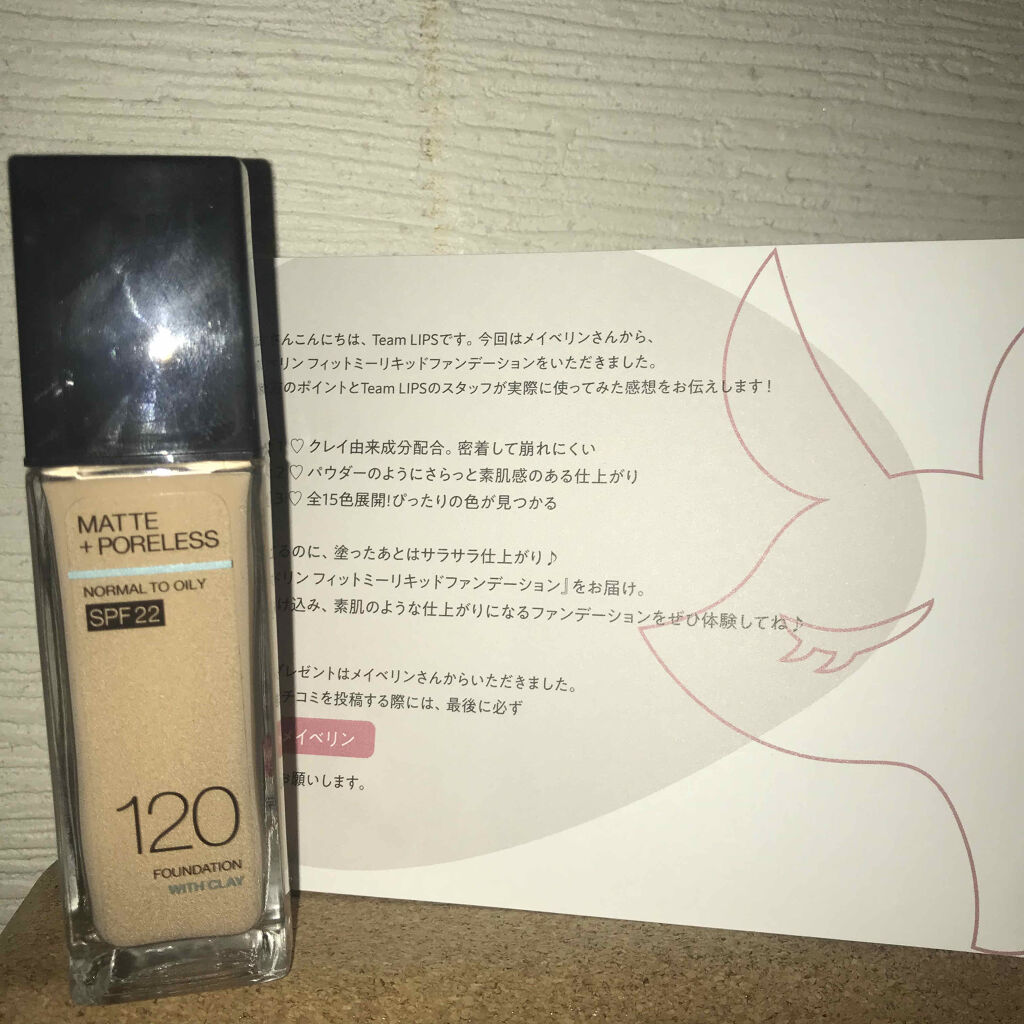 MATTE
+ PORELESS
NORMAL TO OILY
SPF 22
120
FOUNDATION
WITH CLAY
さんこんにちは、Team LIPSです。今回はメイベリンさんから、
リン フィットミーリキッドファンデーションをいただきました。
のポイントとTeam LIPSのスタッフが実際に使ってみた感想をお伝えします！
♡ クレイ由来成分配合。密着して崩れにくい
♡ パウダーのようにさらっと素肌感のある仕上がり
3 ♡ 全15色展開!ぴったりの色が見つかる
るのに、塗ったあとはサラサラ仕上がり♪
リン フィットミーリキッドファンデーション』をお届け。
け込み、素肌のような仕上がりになるファンデーションをぜひ体験してね♪
プレゼントはメイベリンさんからいただきました。
チコミを投稿する際には、最後に必ず
メイベリン
お願いします。